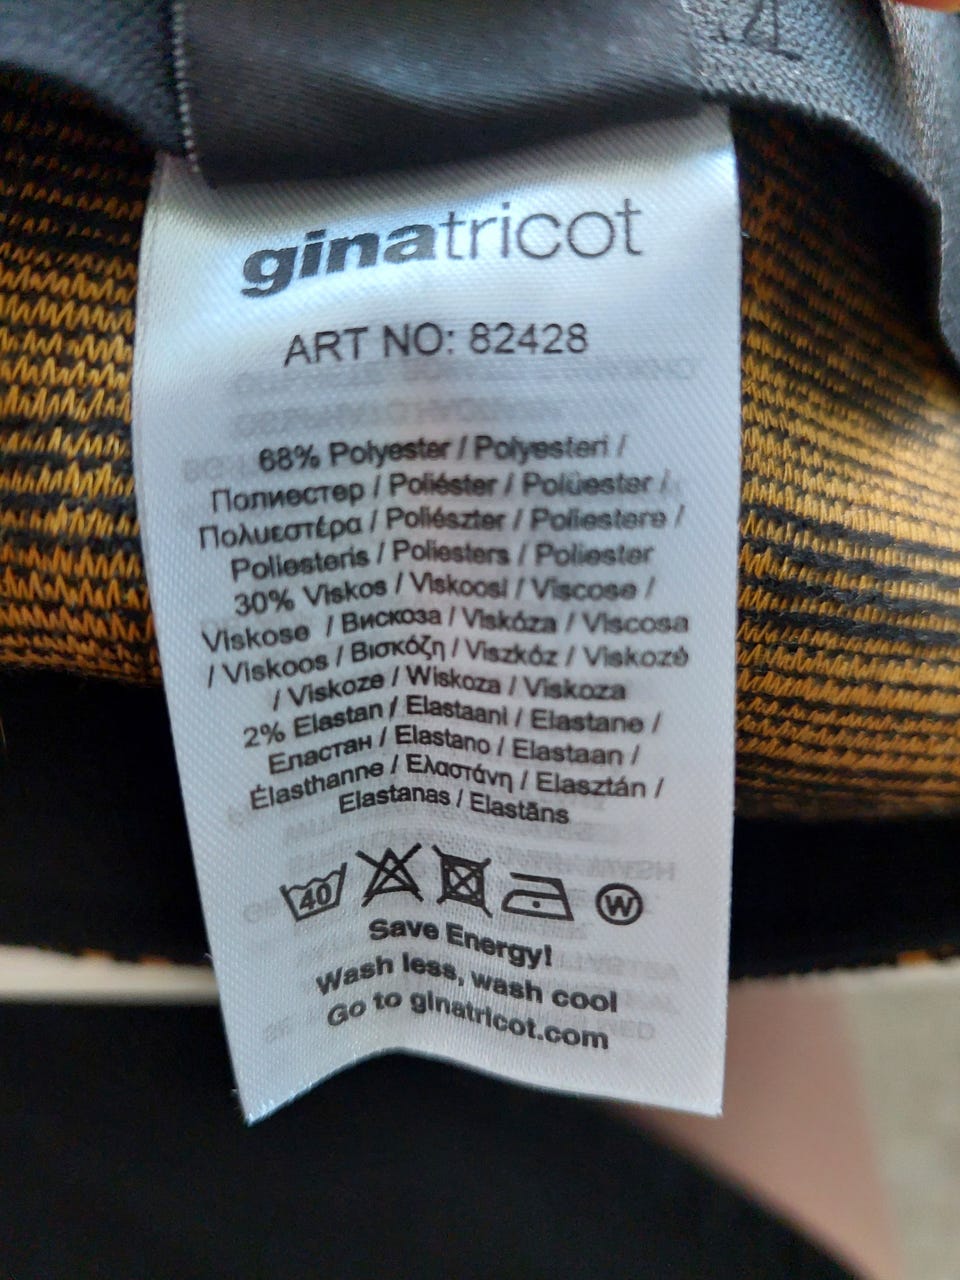 ginatricot
ART NO: 82428
68% Polyester / Polyesteri /
Полиестер / Poliéster / Polüester /
Πολυεστέρα / Poliészter / Poliestere /
Poliesteris / Poliesters / Poliester
30% Viskos / Viskoosi / Viscose /
Viskose / Вискоза / Viskóza / Viscosa
/ Viskoos / Βισκόζη / Viszkóz / Viskozė
/ Viskoze / Wiskoza / Viskoza
2% Elastan / Elastaani / Elastane /
Еластан / Elastano / Elastaan /
Élasthanne / Ελαστάνη / Elasztán /
Elastanas / Elastāns
40
W
Save Energy!
Wash less, wash cool
Go to ginatricot.com